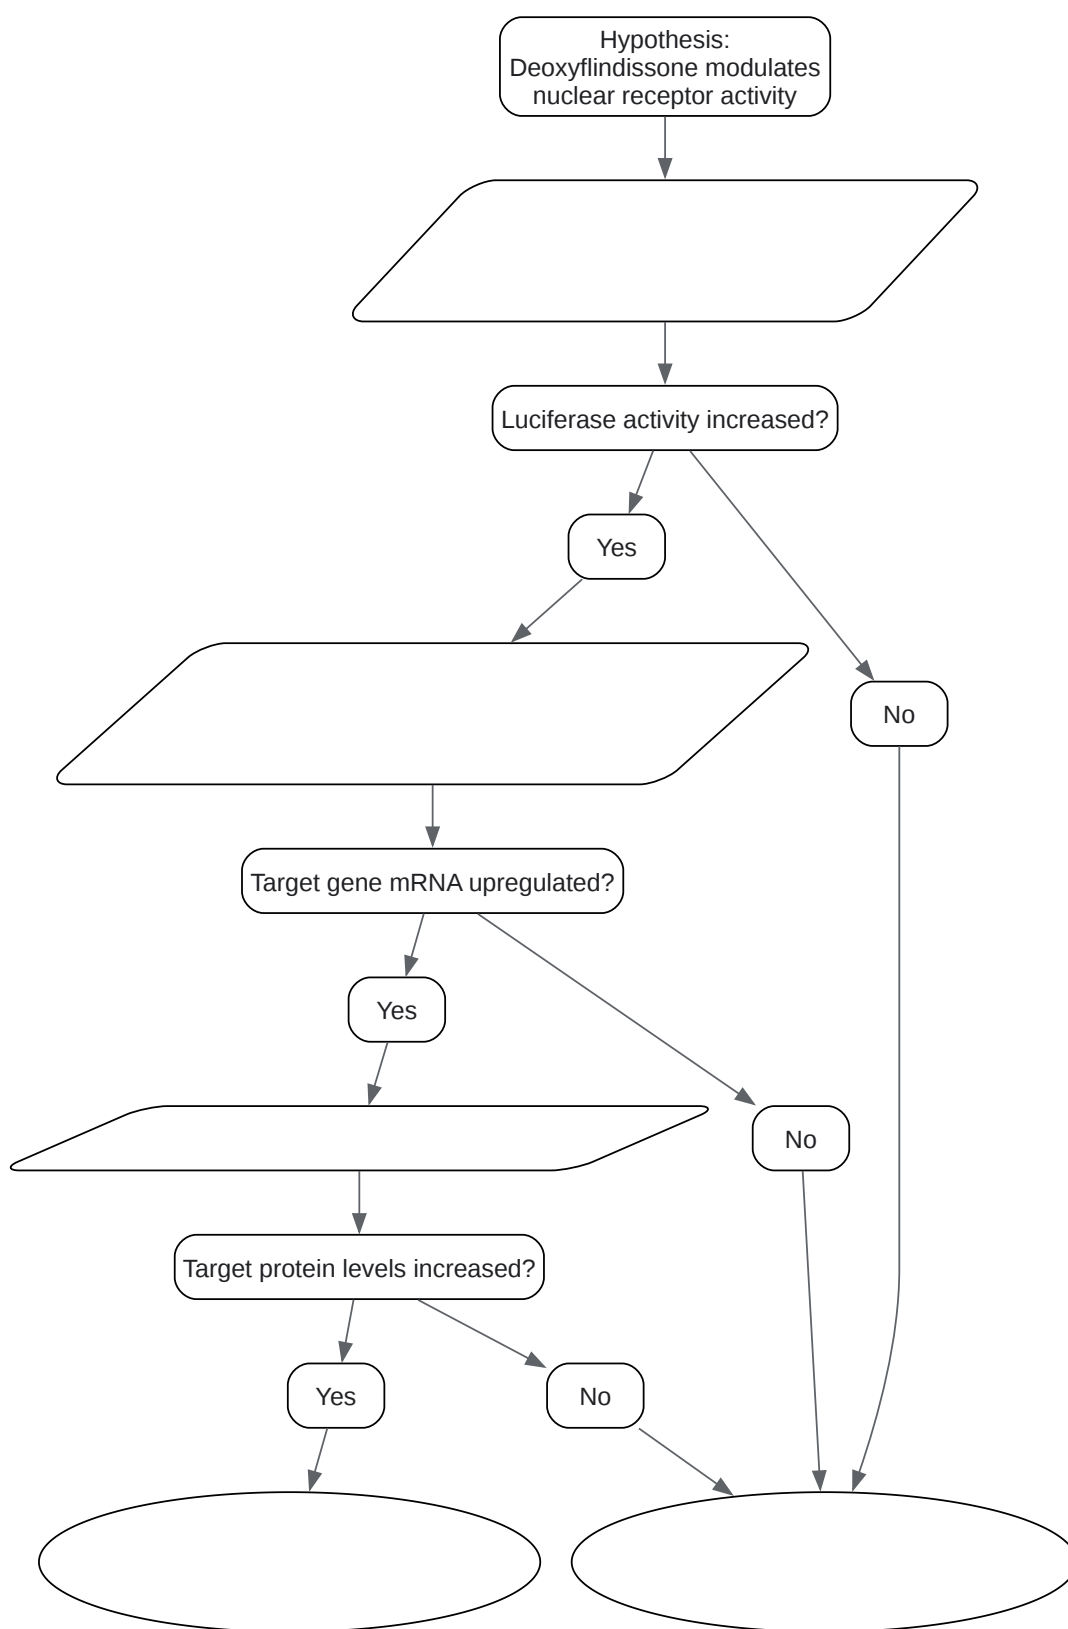 Hypothesis:
Deoxyflindissone modulates
nuclear receptor activity
Luciferase activity increased?
Yes
No
Target gene mRNA upregulated?
Yes
No
Target protein levels increased?
Yes
No